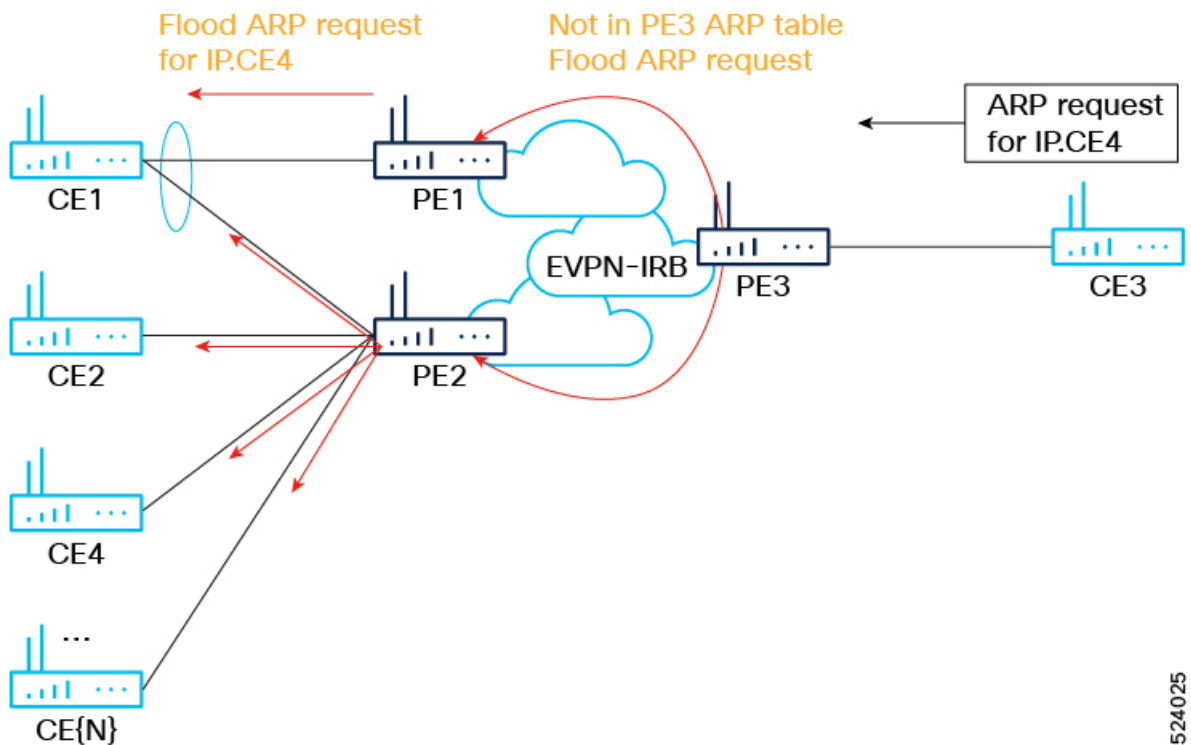 Flood ARP request
for IP.CE4
Not in PE3 ARP table
Flood ARP request
ARP request
for IP.CE4
CE1
PE1
EVPN-IRB
PE3
CE3
CE2
PE2
CE4
...
CE{N}
524025